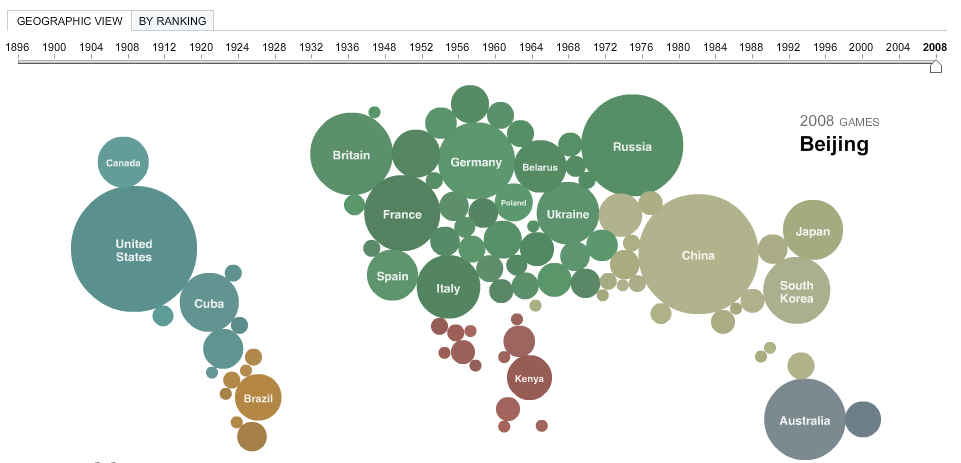 GEOGRAPHIC VIEW BY RANKING
1896 1900 1904 1908 1912 1920 1924 1928 1932 1936 1948 1952 1956 1960 1964 1968 1972 1976 1980 1984 1988 1992 1996 2000 2004 2008
2008 GAMES
Beijing
Canada
United
States
Cuba
Brazil
Britain
Germany
Belarus
Russia
France
Poland
Ukraine
Spain
Italy
Kenya
China
Japan
South
Korea
Australia